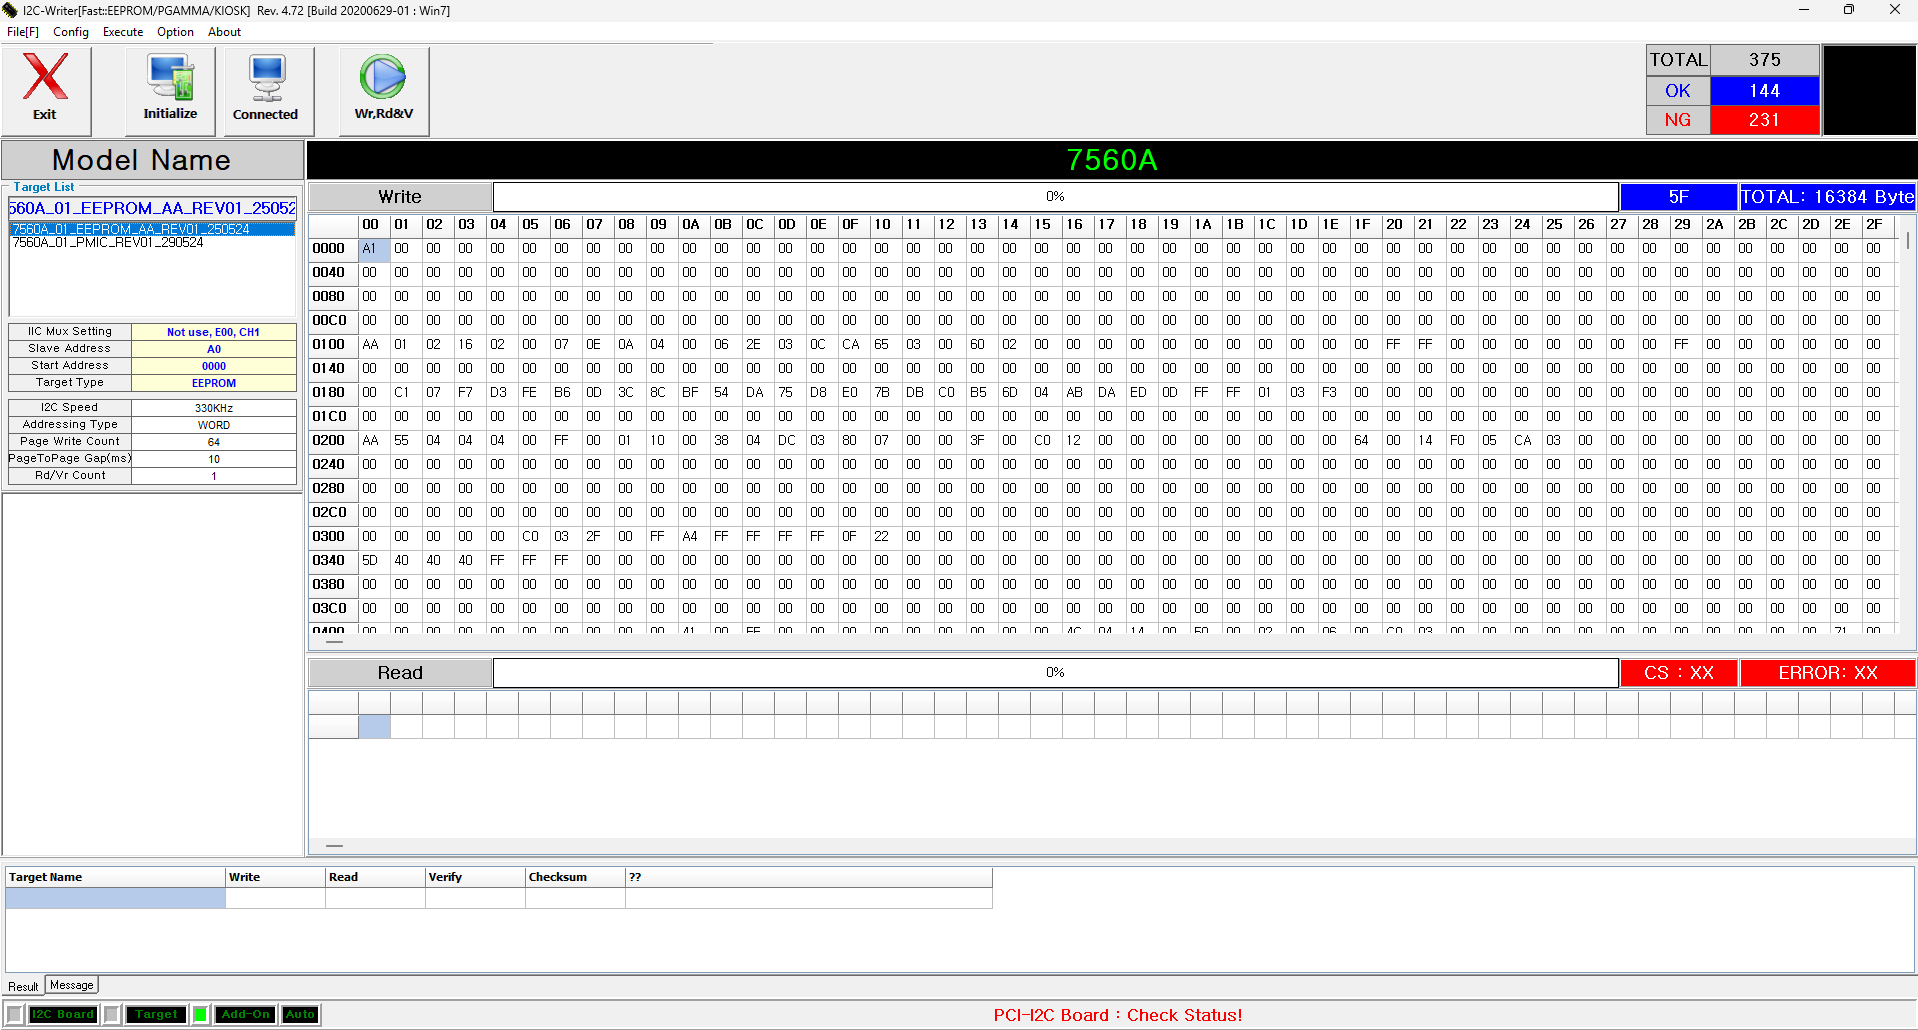 I2C-Writer[Fast::EEPROM/PGAMMA/KIOSK]  Rev. 4.72 [Build 20200629-01 : Win7]
File[F] Config Execute Option About
Exit Initialize Connected Wr,Rd&V
TOTAL 375
OK 144
NG 231
Model Name 7560A
Target List
560A_01_EEPROM_AA_REV01_25052
7560A_01_EEPROM_AA_REV01_250524
7560A_01_PMIC_REV01_290524
IIC Mux Setting Not use, E00, CH1
Slave Address A0
Start Address 0000
Target Type EEPROM
I2C Speed 330KHz
Addressing Type WORD
Page Write Count 64
PageToPage Gap(ms) 10
Rd/Vr Count 1
Write 0% 5F TOTAL: 16384 Byte
00 01 02 03 04 05 06 07 08 09 0A 0B 0C 0D 0E 0F 10 11 12 13 14 15 16 17 18 19 1A 1B 1C 1D 1E 1F 20 21 22 23 24 25 26 27 28 29 2A 2B 2C 2D 2E 2F
0000 A1 00 00 00 00 00 00 00 00 00 00 00 00 00 00 00 00 00 00 00 00 00 00 00 00 00 00 00 00 00 00 00 00 00 00 00 00 00 00 00 00 00 00 00 00 00 00 00
0040 00 00 00 00 00 00 00 00 00 00 00 00 00 00 00 00 00 00 00 00 00 00 00 00 00 00 00 00 00 00 00 00 00 00 00 00 00 00 00 00 00 00 00 00 00 00 00 00
0080 00 00 00 00 00 00 00 00 00 00 00 00 00 00 00 00 00 00 00 00 00 00 00 00 00 00 00 00 00 00 00 00 00 00 00 00 00 00 00 00 00 00 00 00 00 00 00 00
00C0 00 00 00 00 00 00 00 00 00 00 00 00 00 00 00 00 00 00 00 00 00 00 00 00 00 00 00 00 00 00 00 00 00 00 00 00 00 00 00 00 00 00 00 00 00 00 00 00
0100 AA 01 02 16 02 00 07 0E 0A 04 00 06 2E 03 0C CA 65 03 00 60 02 00 00 00 00 00 00 00 00 00 00 00 FF FF 00 00 00 00 00 00 00 FF 00 00 00 00 00 00
0140 00 00 00 00 00 00 00 00 00 00 00 00 00 00 00 00 00 00 00 00 00 00 00 00 00 00 00 00 00 00 00 00 00 00 00 00 00 00 00 00 00 00 00 00 00 00 00 00
0180 00 C1 07 F7 D3 FE B6 0D 3C 8C BF 54 DA 75 D8 E0 7B DB C0 B5 6D 04 AB DA ED 0D FF FF 01 03 F3 00 00 00 00 00 00 00 00 00 00 00 00 00 00 00 00 00
01C0 00 00 00 00 00 00 00 00 00 00 00 00 00 00 00 00 00 00 00 00 00 00 00 00 00 00 00 00 00 00 00 00 00 00 00 00 00 00 00 00 00 00 00 00 00 00 00 00
0200 AA 55 04 04 04 00 FF 00 01 10 00 38 04 DC 03 80 07 00 00 3F 00 C0 12 00 00 00 00 00 00 00 00 64 00 14 F0 05 CA 03 00 00 00 00 00 00 00 00 00 00
0240 00 00 00 00 00 00 00 00 00 00 00 00 00 00 00 00 00 00 00 00 00 00 00 00 00 00 00 00 00 00 00 00 00 00 00 00 00 00 00 00 00 00 00 00 00 00 00 00
0280 00 00 00 00 00 00 00 00 00 00 00 00 00 00 00 00 00 00 00 00 00 00 00 00 00 00 00 00 00 00 00 00 00 00 00 00 00 00 00 00 00 00 00 00 00 00 00 00
02C0 00 00 00 00 00 00 00 00 00 00 00 00 00 00 00 00 00 00 00 00 00 00 00 00 00 00 00 00 00 00 00 00 00 00 00 00 00 00 00 00 00 00 00 00 00 00 00 00
0300 00 00 00 00 00 C0 03 2F 00 FF A4 FF FF FF FF 0F 22 00 00 00 00 00 00 00 00 00 00 00 00 00 00 00 00 00 00 00 00 00 00 00 00 00 00 00 00 00 00 00
0340 5D 40 40 40 FF FF FF 00 00 00 00 00 00 00 00 00 00 00 00 00 00 00 00 00 00 00 00 00 00 00 00 00 00 00 00 00 00 00 00 00 00 00 00 00 00 00 00 00
0380 00 00 00 00 00 00 00 00 00 00 00 00 00 00 00 00 00 00 00 00 00 00 00 00 00 00 00 00 00 00 00 00 00 00 00 00 00 00 00 00 00 00 00 00 00 00 00 00
03C0 00 00 00 00 00 00 00 00 00 00 00 00 00 00 00 00 00 00 00 00 00 00 00 00 00 00 00 00 00 00 00 00 00 00 00 00 00 00 00 00 00 00 00 00 00 00 00 00
Read 0% CS : XX ERROR: XX
Target Name Write Read Verify Checksum ??
Result Message
I2C Board Target Add-On Auto PCI-I2C Board : Check Status!